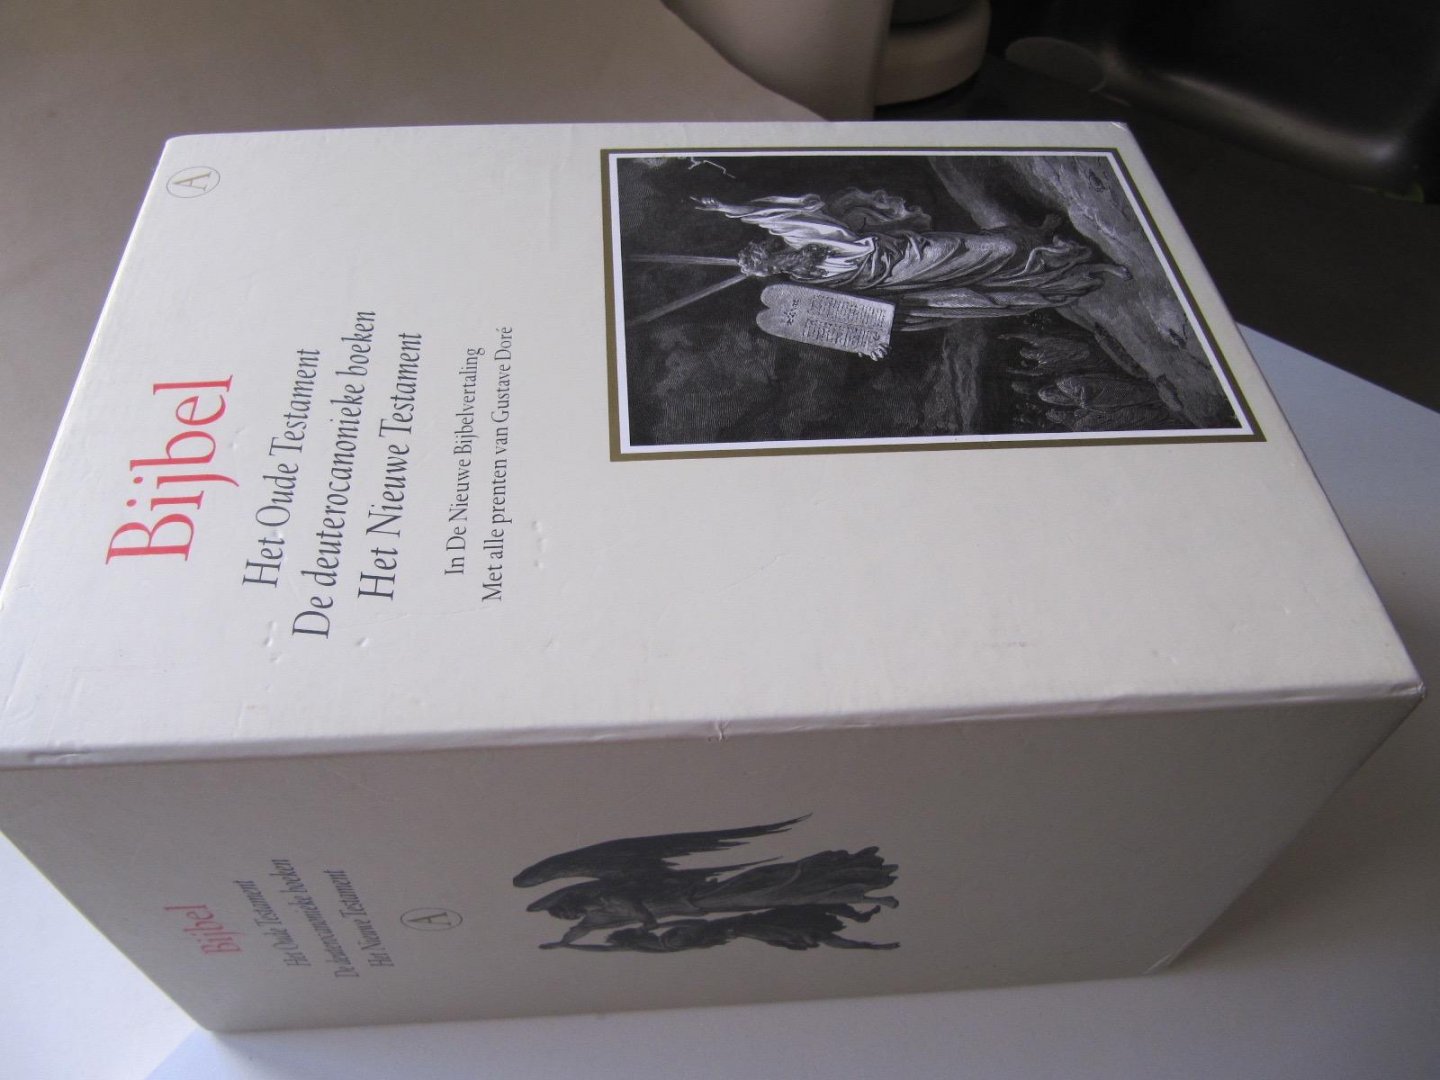 A
Bijbel
Het Oude Testament
De deuterocanonieke boeken
Het Nieuwe Testament
In De Nieuwe Bijbelvertaling
Met alle prenten van Gustave Doré
Bijbel
Het Oude Testament
De deuterocanonieke boeken
Het Nieuwe Testament
A